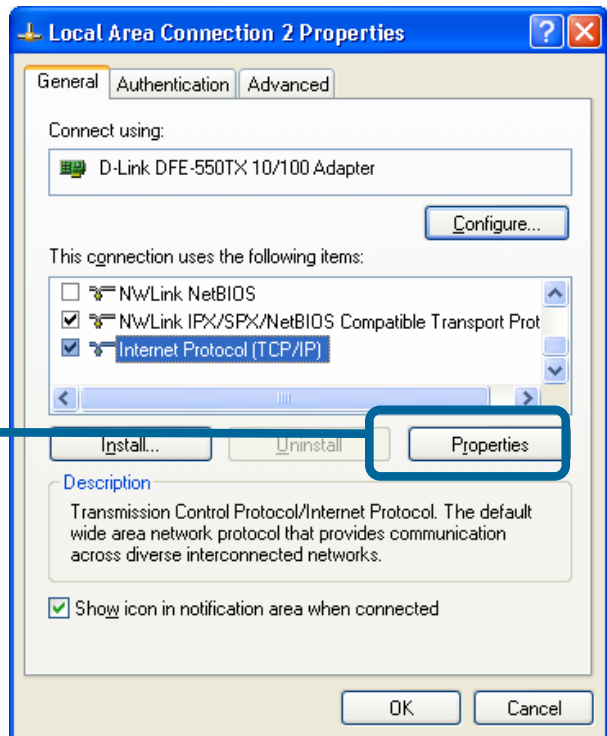 Local Area Connection 2 Properties
General Authentication Advanced
Connect using:
D-Link DFE-550TX 10/100 Adapter
Configure...
This connection uses the following items:
NWLink NetBIOS
NWLink IPX/SPX/NetBIOS Compatible Transport Prot
Internet Protocol (TCP/IP)
Install... Uninstall Properties
Description
Transmission Control Protocol/Internet Protocol. The default
wide area network protocol that provides communication
across diverse interconnected networks.
Show icon in notification area when connected
OK Cancel